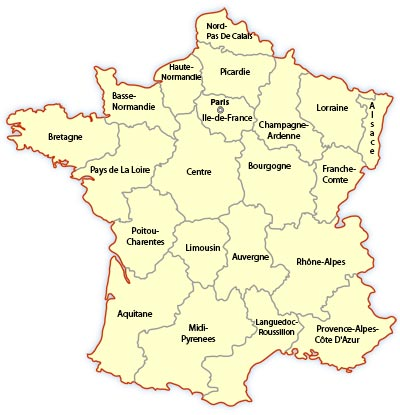 Nord-
Pas De Calais
Haute-
Normandie
Picardie
Basse-
Normandie
Paris
Ile-de-France
Champagne-
Ardenne
Lorraine
Alsace
Bretagne
Pays de La Loire
Centre
Bourgogne
Franche-
Comte
Poitou-
Charentes
Limousin
Auvergne
Rhône-Alpes
Aquitane
Midi-
Pyrenees
Languedoc-
Roussillon
Provence-Alpes-
Côte D'Azur